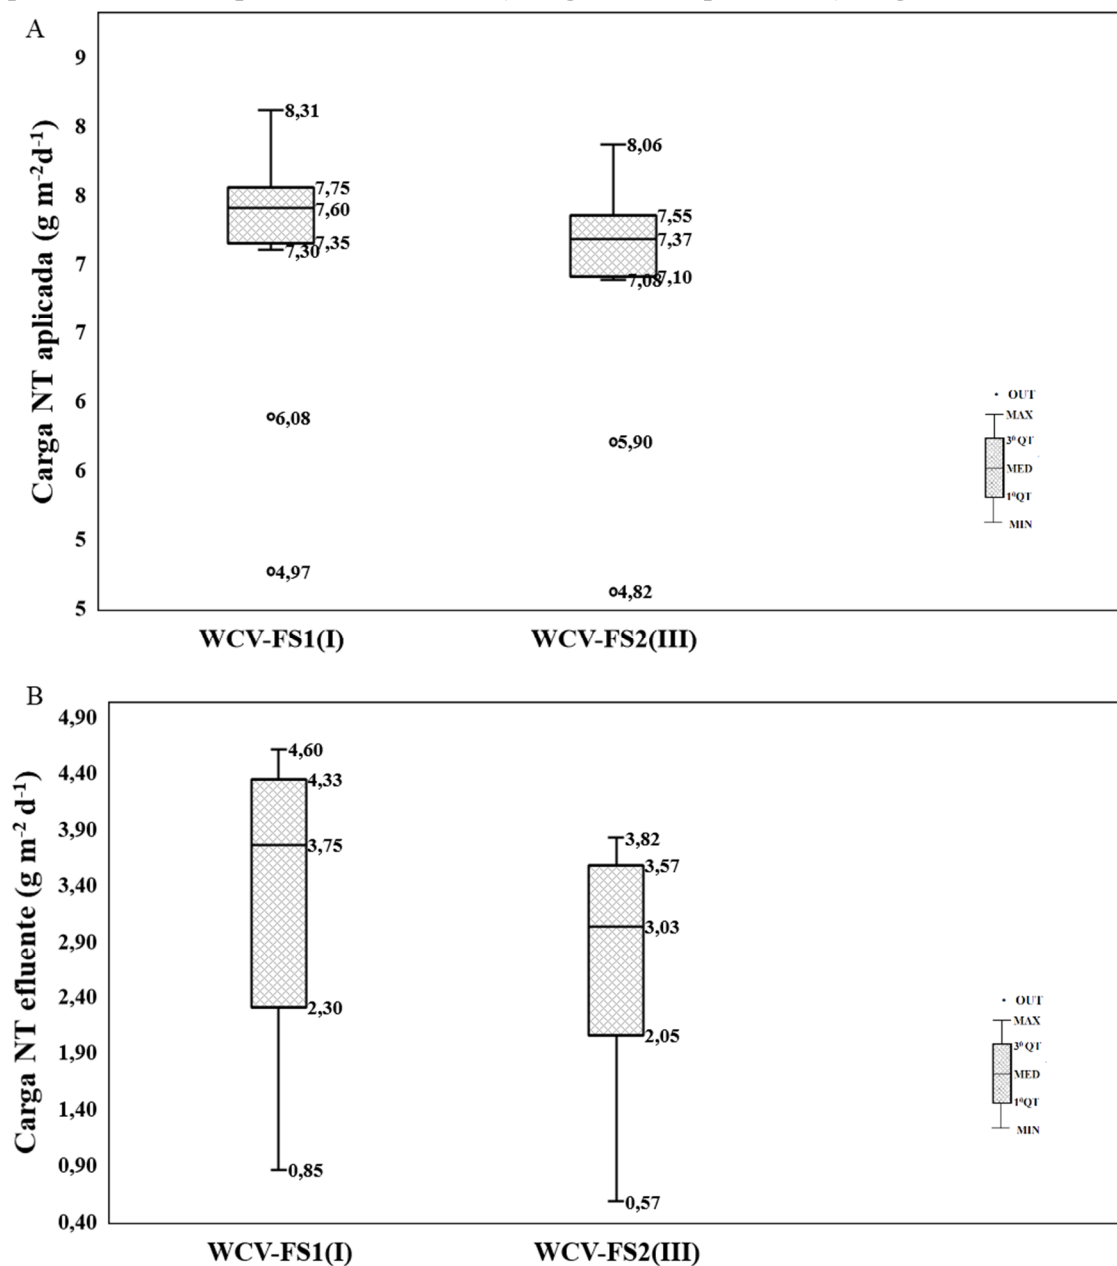 A
Carga NT aplicada (g m⁻²d⁻¹)
9
8
8
7
7
6
6
5
5
8,31
7,75
7,60
7,35
7,30
6,08
4,97
8,06
7,55
7,37
7,10
7,08
5,90
4,82
OUT
MAX
3º QT
MED
1ºQT
MIN
WCV-FS1(I)
WCV-FS2(III)
B
Carga NT efluente (g m⁻² d⁻¹)
4,90
4,40
3,90
3,40
2,90
2,40
1,90
1,40
0,90
0,40
4,60
4,33
3,75
2,30
0,85
3,82
3,57
3,03
2,05
0,57
OUT
MAX
3º QT
MED
1ºQT
MIN
WCV-FS1(I)
WCV-FS2(III)